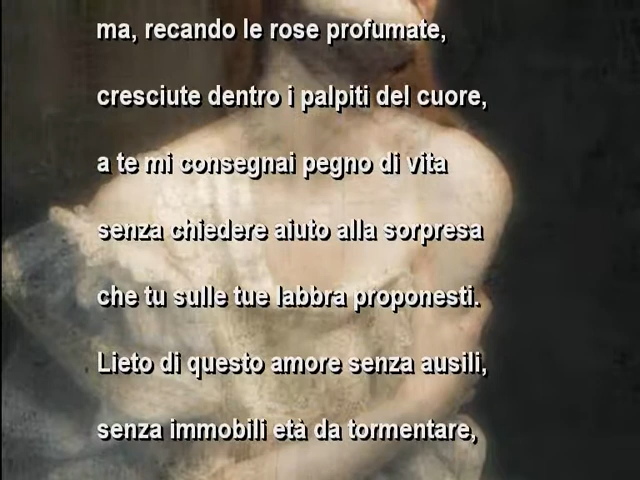 ma, recando le rose profumate,
cresciute dentro i palpiti del cuore,
a te mi consegnai pegno di vita
senza chiedere aiuto alla sorpresa
che tu sulle tue labbra proponesti.
Lieto di questo amore senza ausili,
senza immobili età da tormentare,